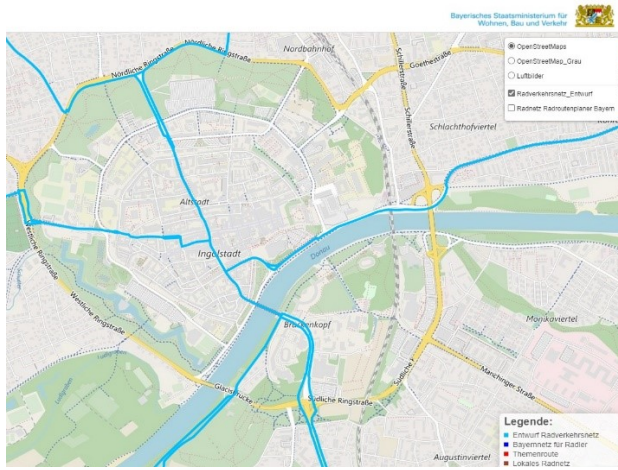 Bayerisches Staatsministerium für
Wohnen, Bau und Verkehr
OpenStreetMaps
OpenStreetMap_Grau
Luftbilder
Radverkehrsnetz_Entwurf
Radnetz Radroutenplaner Bayern
Nördliche Ringstraße
Nördliche Ringstraße
Nordbahnhof
Schillerstraße
Goethestraße
Schillerstraße
Schlachthofviertel
Altstadt
Ingolstadt
Donau
Westliche Ringstraße
Westliche Ringstraße
Brückenkopf
Monikaviertel
Manchinger Straße
Glacisbrücke
Südliche Ringstraße
Augustinviertel
Legende:
Entwurf Radverkehrsnetz
Bayernnetz für Radler
Themenroute
Lokales Radnetz